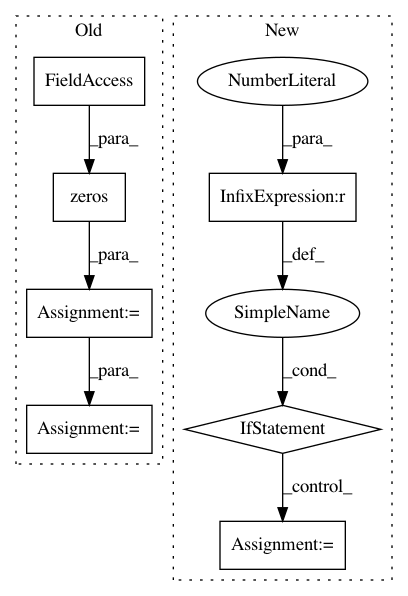 Old
New
FieldAccess
NumberLiteral
_para_
_para_
zeros
InfixExpression:r
_para_
_def_
Assignment:=
SimpleName
_para_
_cond_
Assignment:=
IfStatement
_control_
Assignment:=